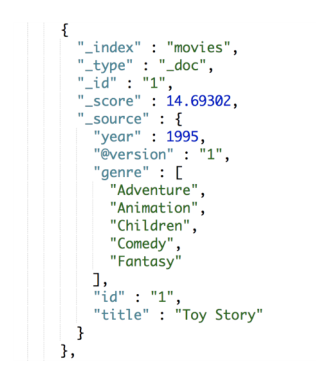 {
"_index" : "movies",
"_type" : "_doc",
"_id" : "1",
"_score" : 14.69302,
"_source" : {
"year" : 1995,
"@version" : "1",
"genre" : [
"Adventure",
"Animation",
"Children",
"Comedy",
"Fantasy"
],
"id" : "1",
"title" : "Toy Story"
}
},